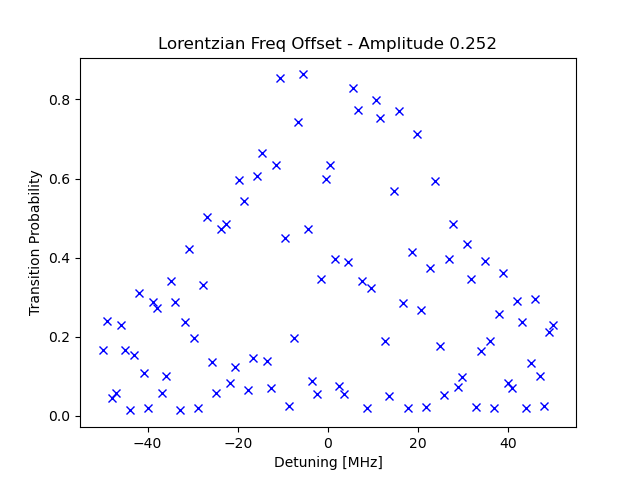 Lorentzian Freq Offset - Amplitude 0.252
Transition Probability
0.8
0.6
0.4
0.2
0.0
−40 −20 0 20 40
Detuning [MHz]